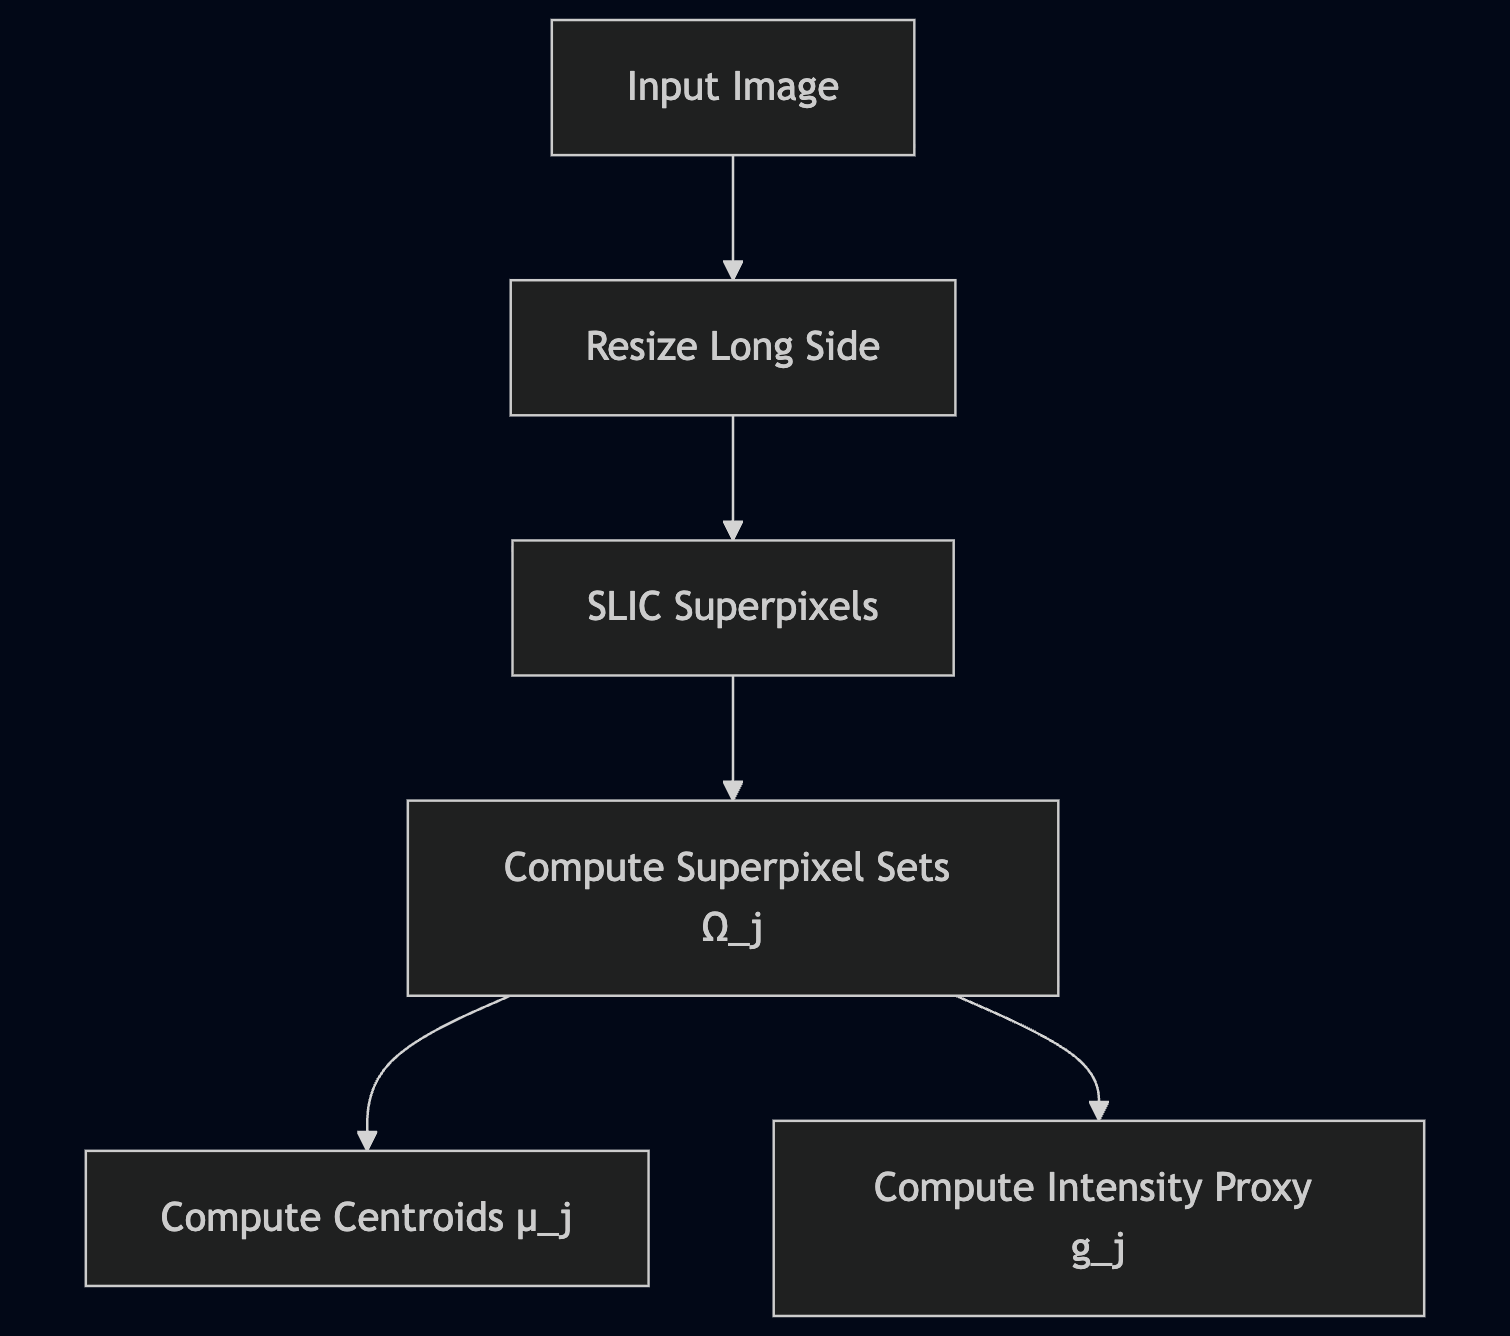 Input Image
Resize Long Side
SLIC Superpixels
Compute Superpixel Sets
Ω_j
Compute Centroids μ_j
Compute Intensity Proxy
g_j